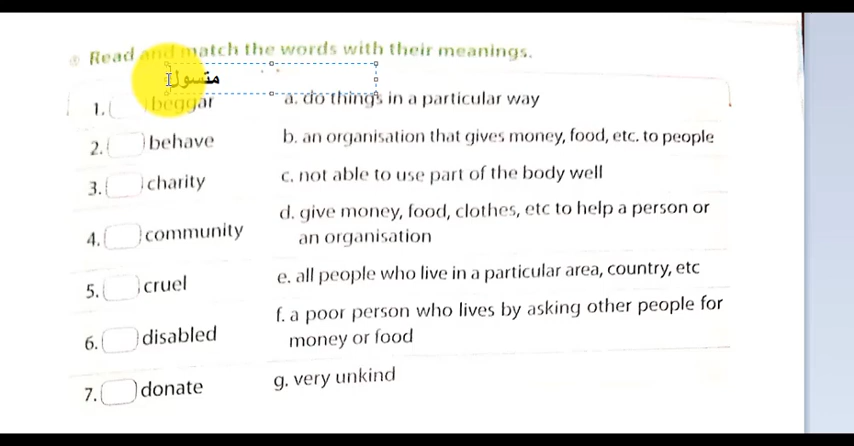 Read and match the words with their meanings.
متسول
1. beggar a. do things in a particular way
2. behave b. an organisation that gives money, food, etc. to people
3. charity c. not able to use part of the body well
4. community d. give money, food, clothes, etc to help a person or
an organisation
5. cruel e. all people who live in a particular area, country, etc
6. disabled f. a poor person who lives by asking other people for
money or food
7. donate g. very unkind